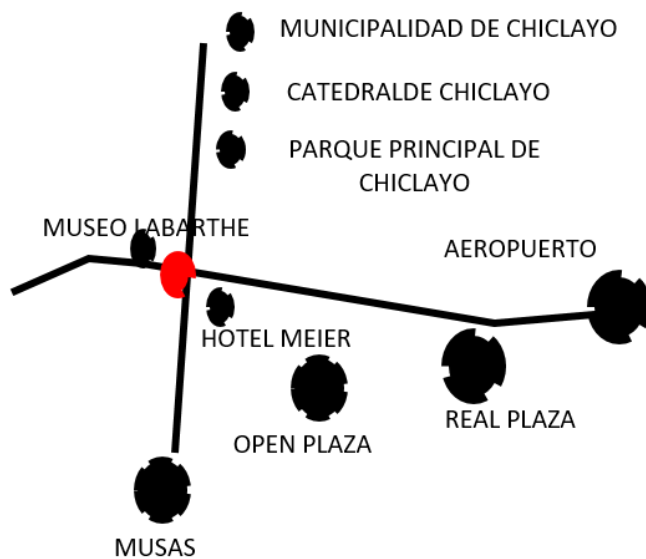 MUNICIPALIDAD DE CHICLAYO
CATEDRALDE CHICLAYO
PARQUE PRINCIPAL DE
CHICLAYO
MUSEO LABARTHE
AEROPUERTO
HOTEL MEIER
REAL PLAZA
OPEN PLAZA
MUSAS